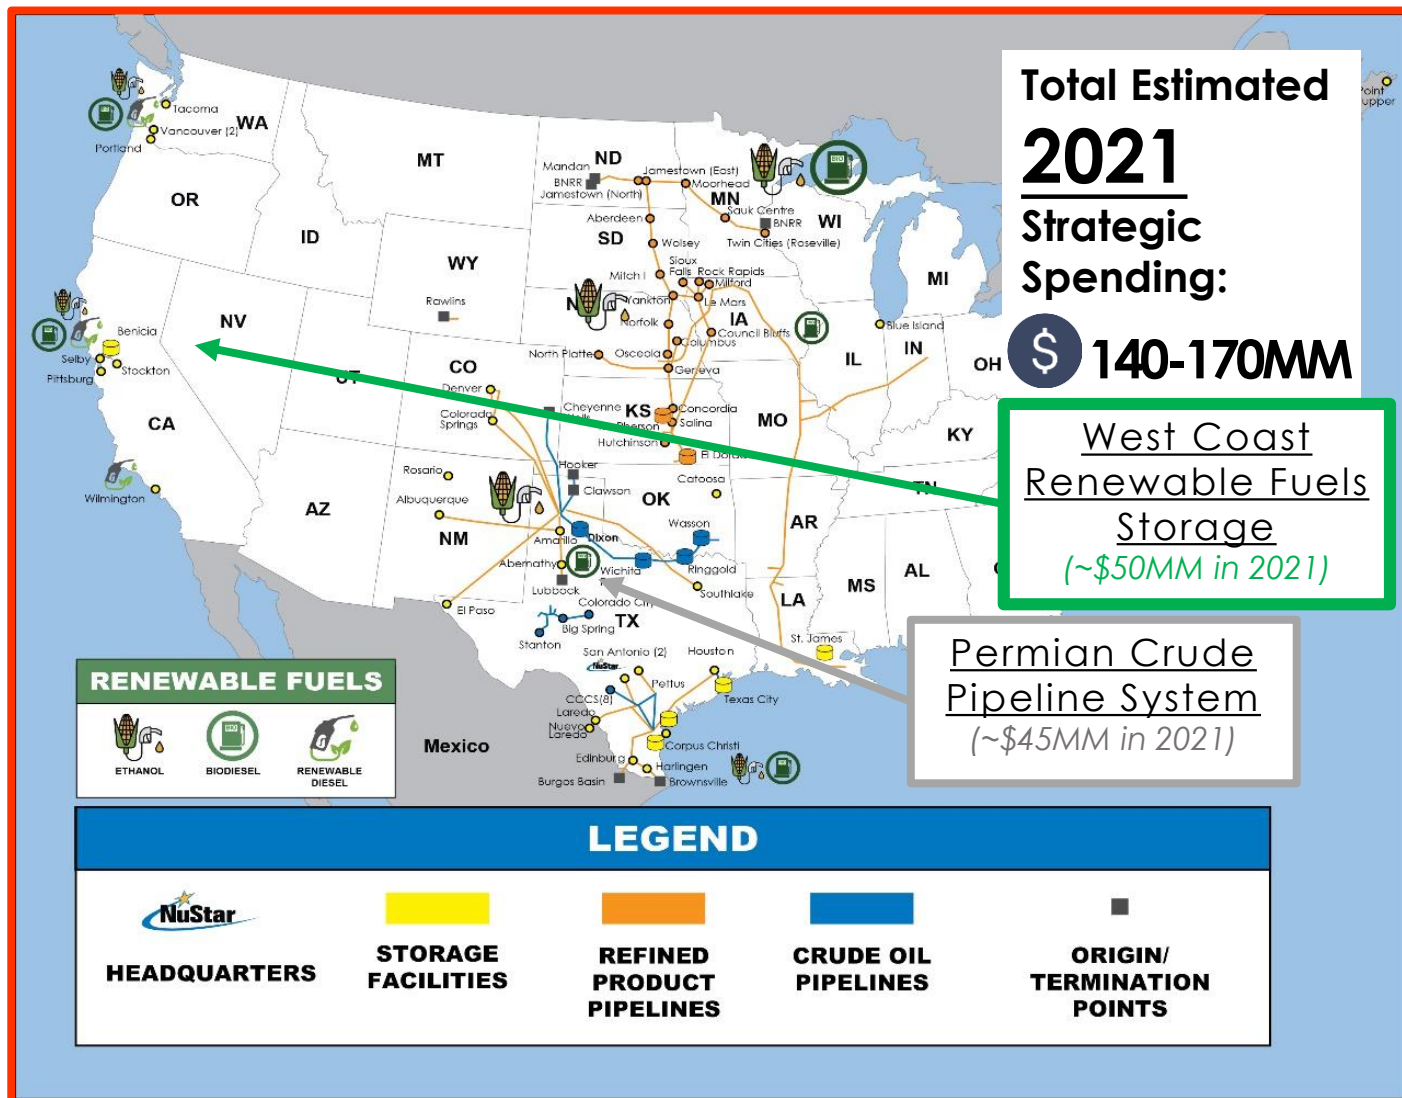 Total Estimated
2021
Strategic
Spending:
$ 140-170MM
West Coast
Renewable Fuels
Storage
(~$50MM in 2021)
Permian Crude
Pipeline System
(~$45MM in 2021)
Tacoma
Vancouver (2)
WA
Portland
OR
MT
ID
WY
Rawlins
NV
Benicia
Selby
Pittsburg
Stockton
CA
Wilmington
AZ
CO
Denver
Colorado
Springs
Rosario
Albuquerque
NM
El Paso
ND
Mandan
BNRR
Jamestown (East)
Jamestown (North)
Moorhead
MN
Sauk Centre
BNRR
Twin Cities (Roseville)
WI
Aberdeen
SD
Wolsey
Sioux
Falls
Rock Rapids
Milford
Le Mars
Norfolk
IA
Council Bluffs
Columbus
North Platte
Osceola
Geneva
MI
Blue Island
IL
IN
OH
Cheyenne
KS
Concordia
Salina
Hutchinson
MO
KY
Hooker
Clawson
Catoosa
OK
AR
Wasson
Amarillo
Dixon
Abernathy
Wichita
Ringgold
Lubbock
Southlake
Colorado City
TX
Big Spring
Stanton
LA
MS
AL
St. James
San Antonio (2)
Houston
NuStar
Pettus
Texas City
CCCS(8)
Laredo
Nuevo
Laredo
Corpus Christi
Edinburg
Harlingen
Burgos Basin
Brownsville
Mexico
RENEWABLE FUELS
ETHANOL
BIO
BIODIESEL
RENEWABLE
DIESEL
LEGEND
NuStar
HEADQUARTERS
STORAGE
FACILITIES
REFINED
PRODUCT
PIPELINES
CRUDE OIL
PIPELINES
ORIGIN/
TERMINATION
POINTS